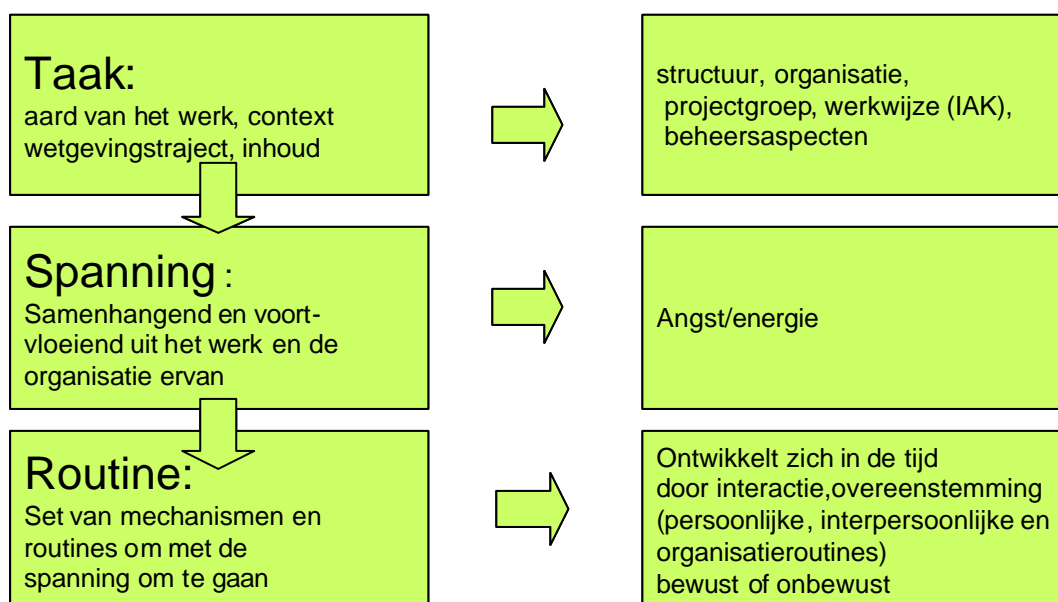 Taak:
aard van het werk, context
wetgevingstraject, inhoud
structuur, organisatie,
projectgroep, werkwijze (IAK),
beheersaspecten
Spanning :
Samenhangend en voort-
vloeiend uit het werk en de
organisatie ervan
Angst/energie
Routine:
Set van mechanismen en
routines om met de
spanning om te gaan
Ontwikkelt zich in de tijd
door interactie,overeenstemming
(persoonlijke, interpersoonlijke en
organisatieroutines)
bewust of onbewust